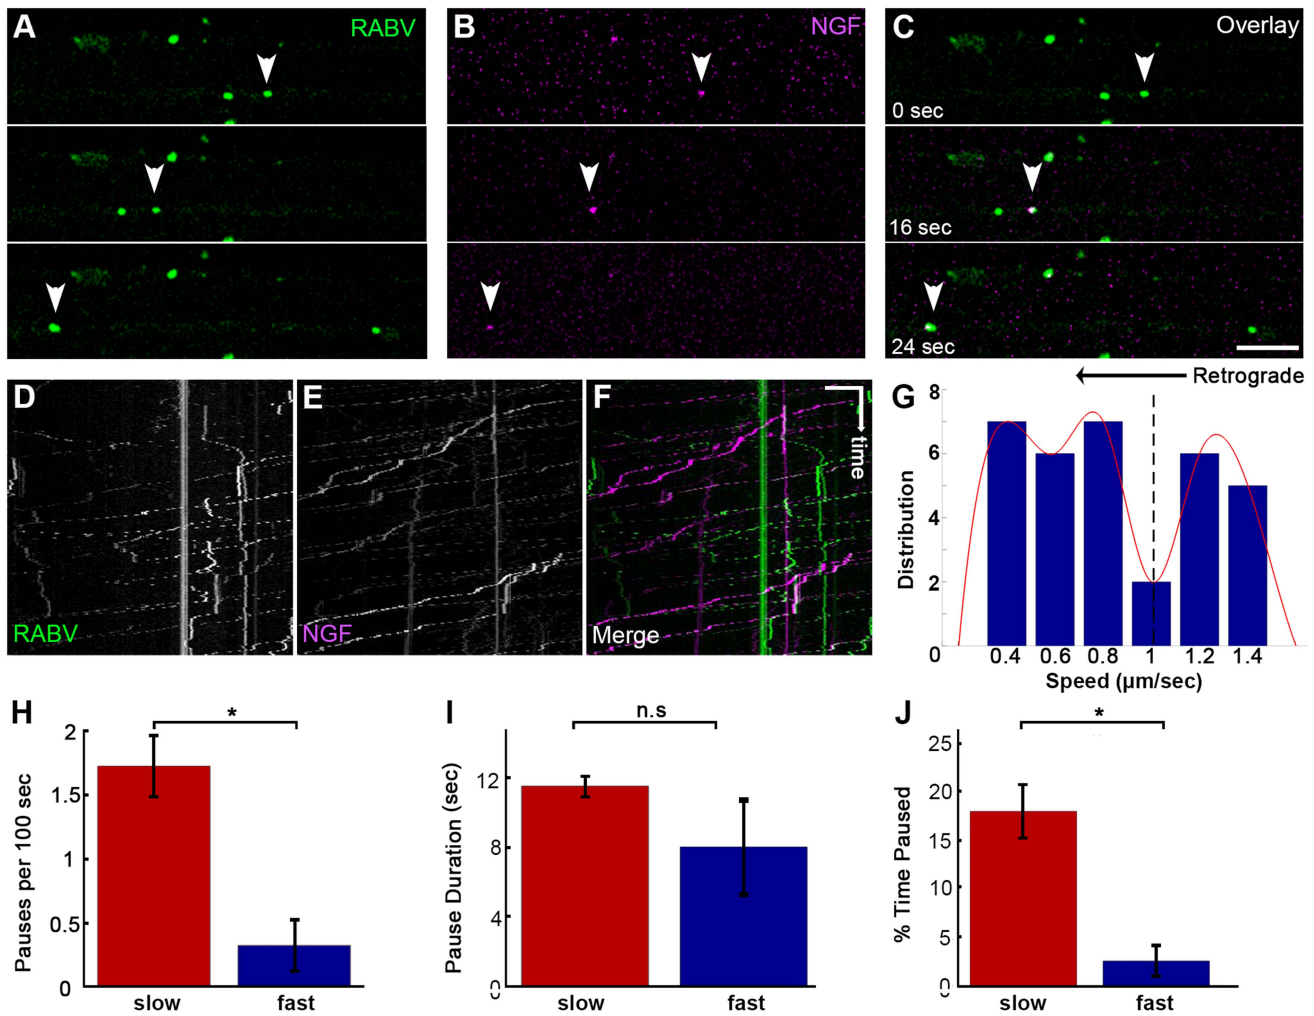 A RABV
B NGF
C Overlay
0 sec
16 sec
24 sec
D RABV
E NGF
F time
Merge
G Retrograde
8
6
4
2
0
Distribution
0.4 0.6 0.8 1 1.2 1.4
Speed (µm/sec)
H *
2
1.5
1
0.5
0
Pauses per 100 sec
slow fast
I n.s
12
8
4
0
Pause Duration (sec)
slow fast
J *
25
20
15
10
5
0
% Time Paused
slow fast